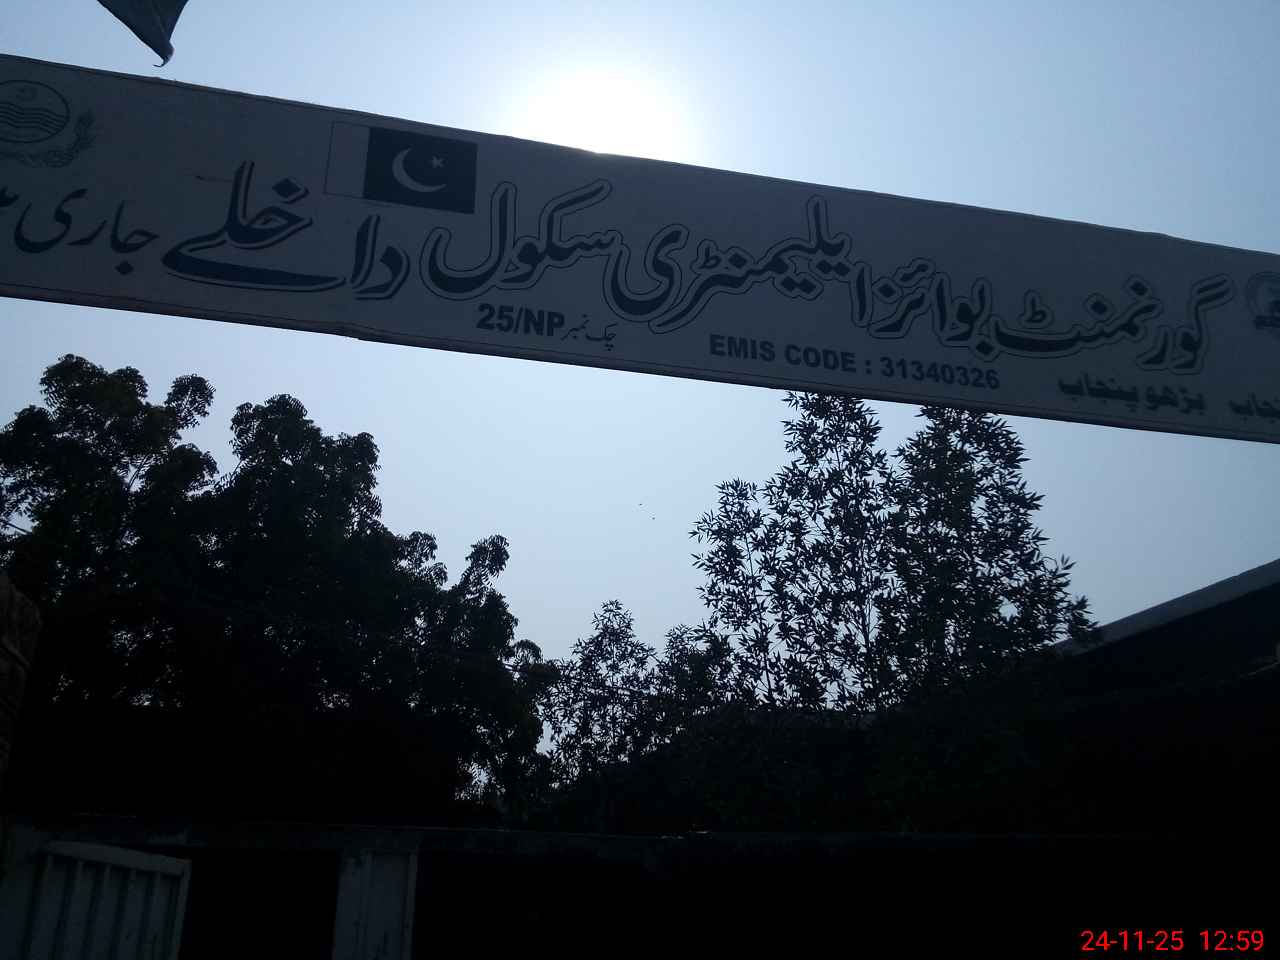 گورنمنٹ بوائز ایلیمنٹری سکول داخلے جاری
چک نمبر 25/NP
EMIS CODE : 31340326
بڑھو پنجاب
24-11-25 12:59